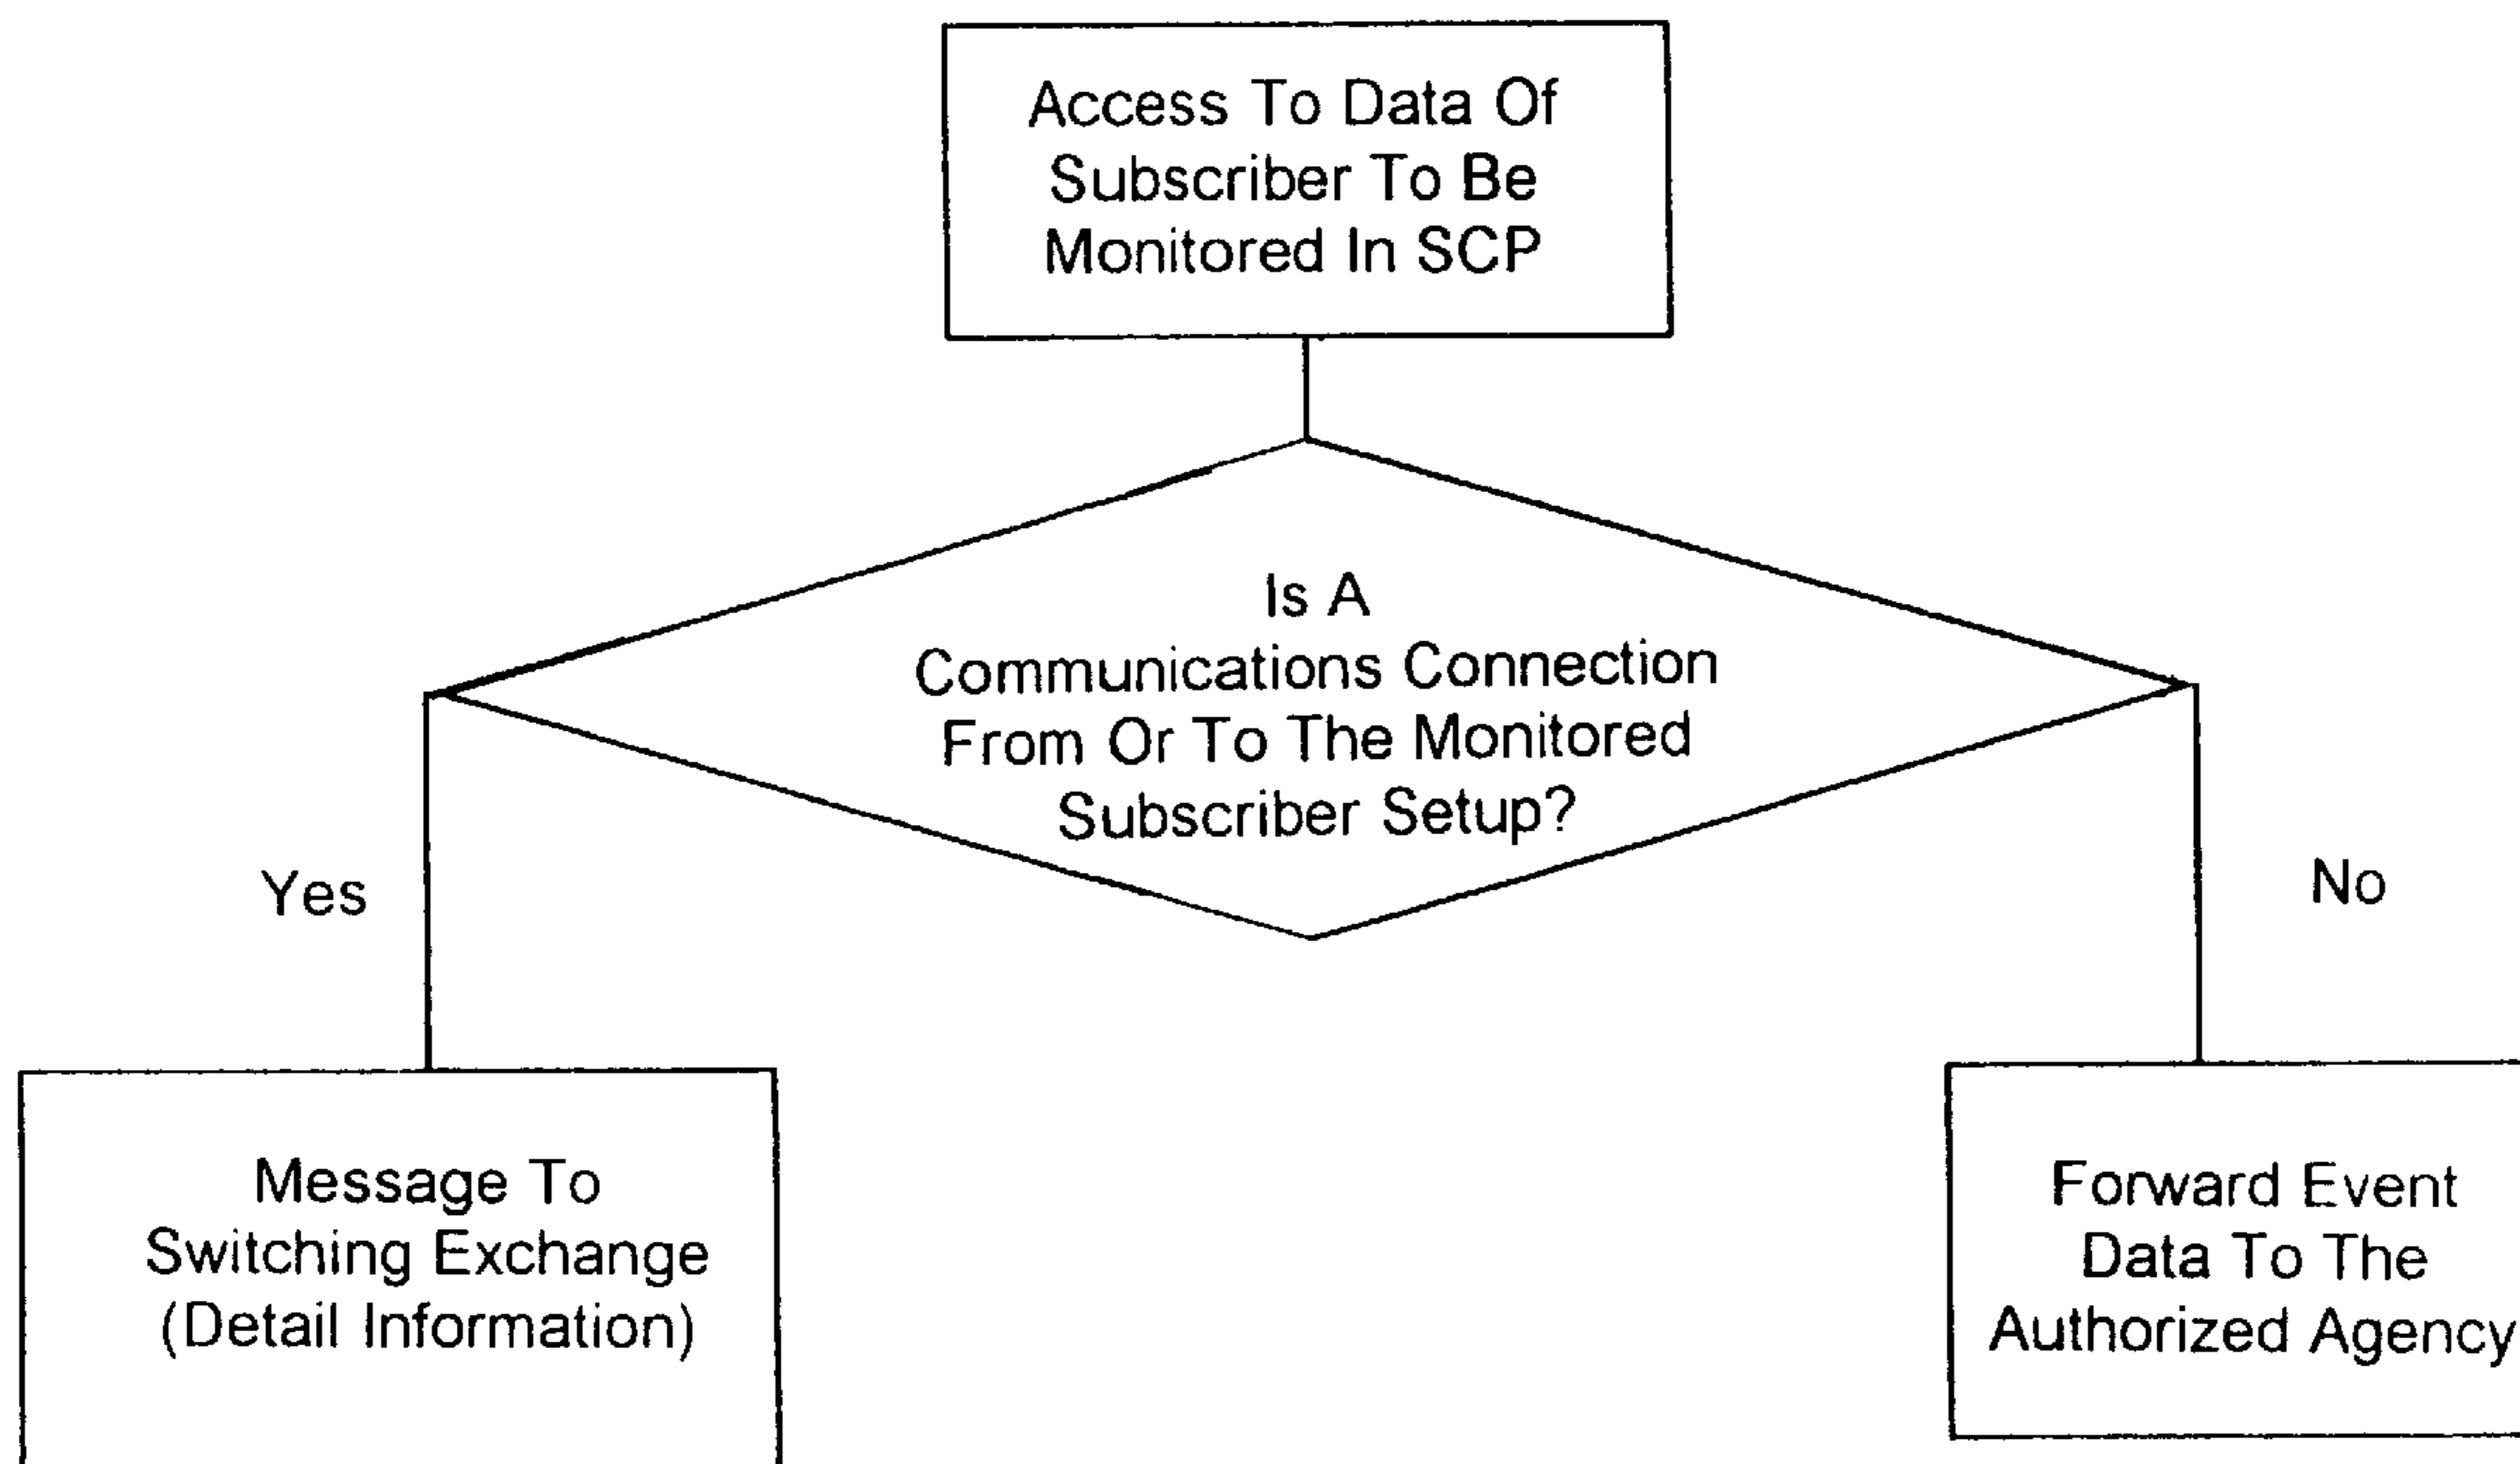 Access To Data Of
Subscriber To Be
Monitored In SCP
Is A
Communications Connection
From Or To The Monitored
Subscriber Setup?
Yes
No
Message To
Switching Exchange
(Detail Information)
Forward Event
Data To The
Authorized Agency